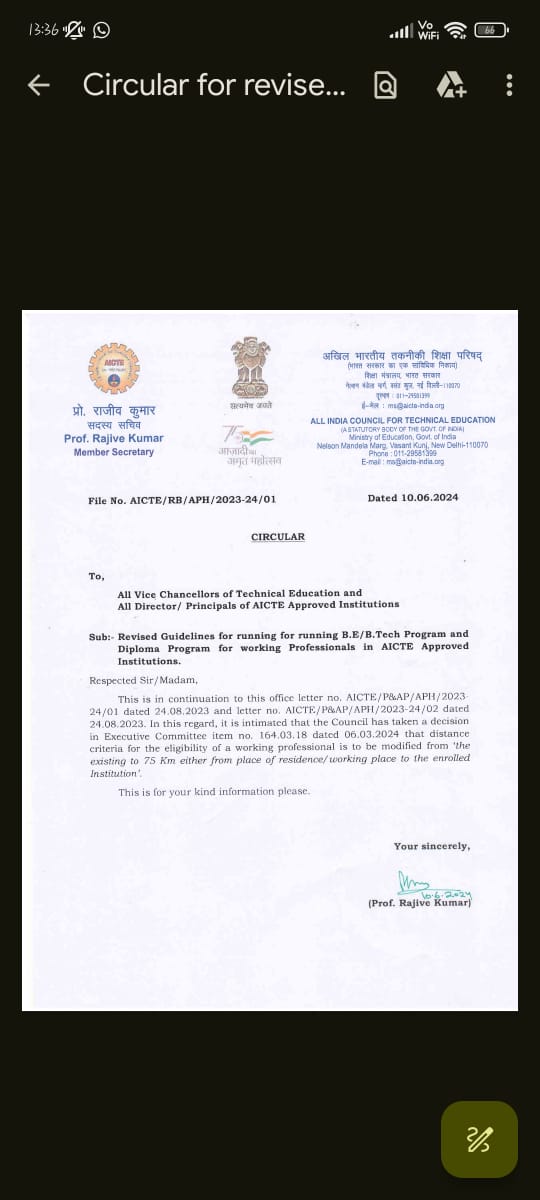 13:36
Vo
WiFi
66
Circular for revise...
AICTE
प्रो. राजीव कुमार
सदस्य सचिव
Prof. Rajive Kumar
Member Secretary
सत्यमेव जयते
75
आज़ादी का
अमृत महोत्सव
अखिल भारतीय तकनीकी शिक्षा परिषद्
(भारत सरकार का एक सांविधिक निकाय)
शिक्षा मंत्रालय, भारत सरकार
नेल्सन मंडेला मार्ग, वसंत कुंज, नई दिल्ली-110070
दूरभाष : 011-29581399
ई-मेल : ms@aicte-india.org
ALL INDIA COUNCIL FOR TECHNICAL EDUCATION
(A STATUTORY BODY OF THE GOVT. OF INDIA)
Ministry of Education, Govt. of India
Nelson Mandela Marg, Vasant Kunj, New Delhi-110070
Phone : 011-29581399
E-mail : ms@aicte-india.org
File No. AICTE/RB/APH/2023-24/01
Dated 10.06.2024
CIRCULAR
To,
All Vice Chancellors of Technical Education and
All Director/ Principals of AICTE Approved Institutions
Sub:- Revised Guidelines for running for running B.E/B.Tech Program and
Diploma Program for working Professionals in AICTE Approved
Institutions.
Respected Sir/Madam,
This is in continuation to this office letter no. AICTE/P&AP/APH/2023-
24/01 dated 24.08.2023 and letter no. AICTE/P&AP/APH/2023-24/02 dated
24.08.2023. In this regard, it is intimated that the Council has taken a decision
in Executive Committee item no. 164.03.18 dated 06.03.2024 that distance
criteria for the eligibility of a working professional is to be modified from 'the
existing to 75 Km either from place of residence/working place to the enrolled
Institution'.
This is for your kind information please.
Your sincerely,
10.6.2024
(Prof. Rajive Kumar)